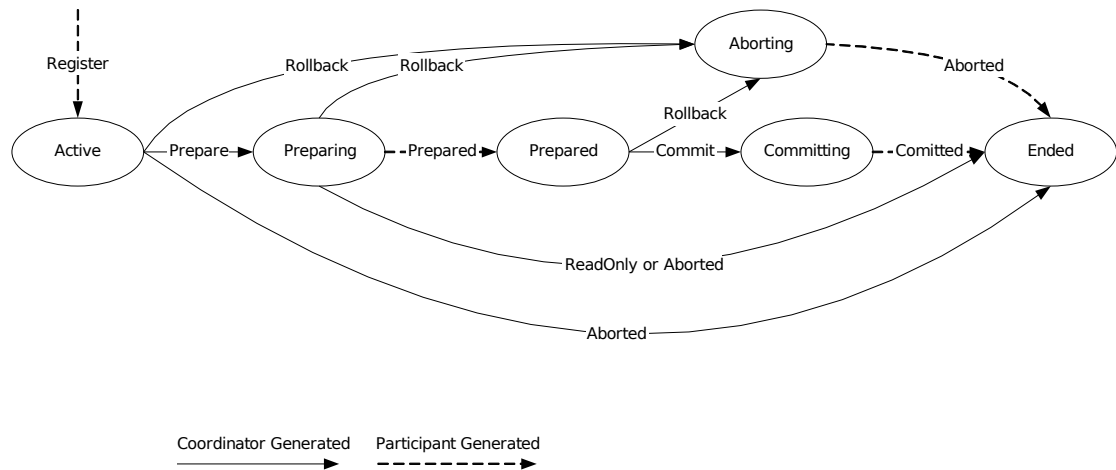 Aborting
Register
Rollback
Rollback
Aborted
Rollback
Active
Prepare
Preparing
Prepared
Prepared
Commit
Committing
Comitted
Ended
ReadOnly or Aborted
Aborted
Coordinator Generated
Participant Generated